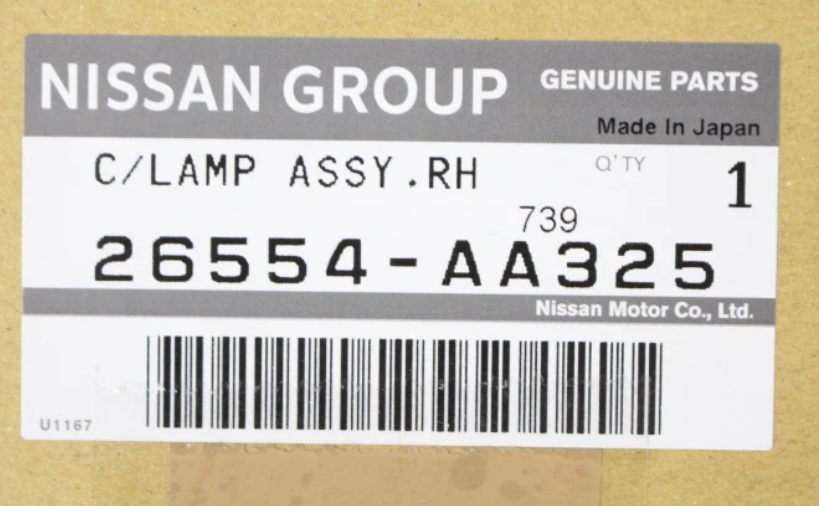 NISSAN GROUP GENUINE PARTS
Made In Japan
C/LAMP ASSY.RH Q'TY 1
739
26554-AA325
Nissan Motor Co., Ltd.
U1167